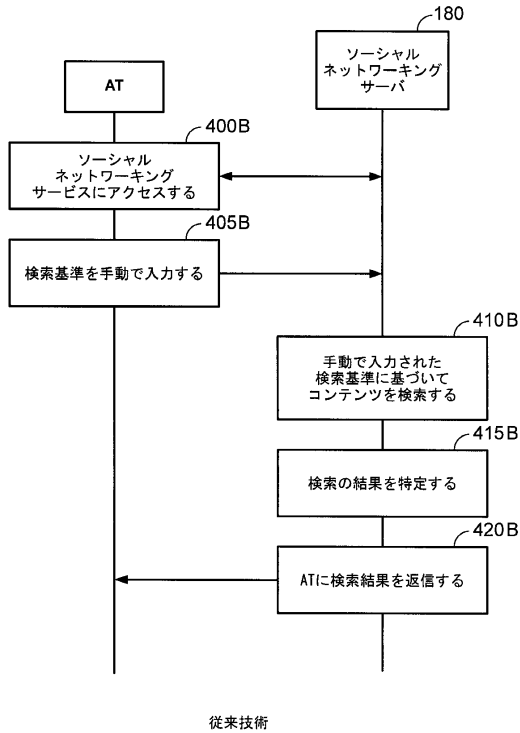 180
ソーシャル
ネットワーキング
サーバ
AT
400B
ソーシャル
ネットワーキング
サービスにアクセスする
405B
検索基準を手動で入力する
410B
手動で入力された
検索基準に基づいて
コンテンツを検索する
415B
検索の結果を特定する
420B
ATに検索結果を返信する
従来技術